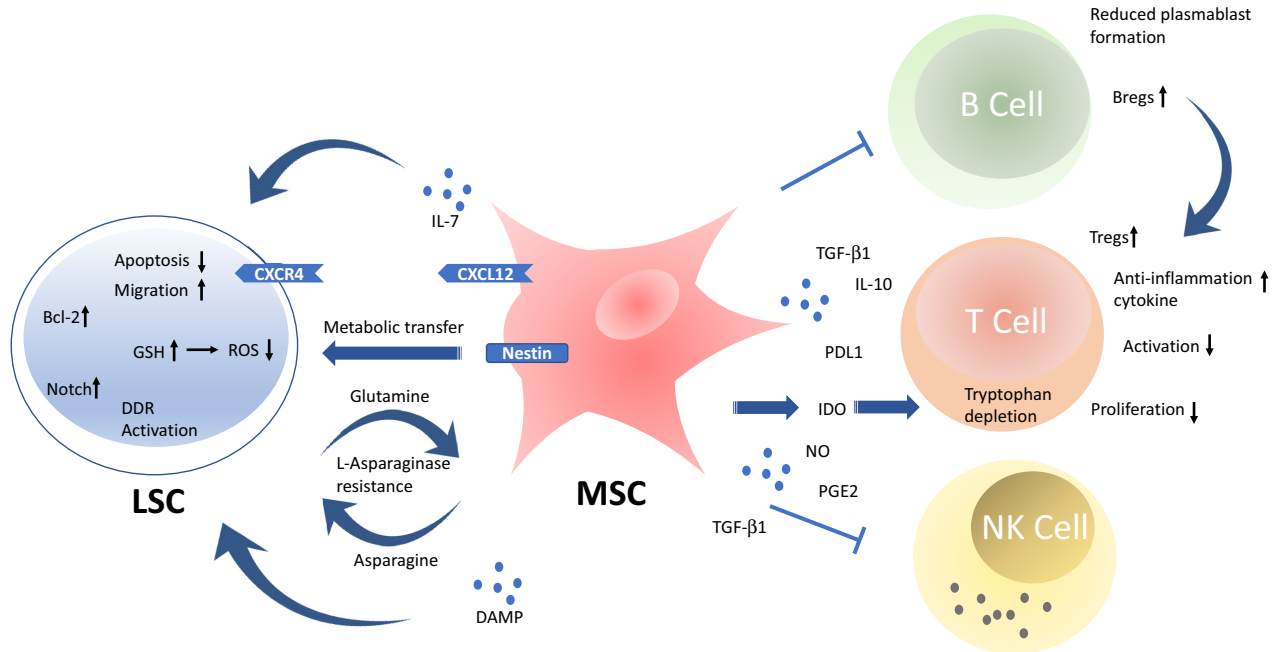 Reduced plasmablast
formation
B Cell
Bregs
IL-7
Apoptosis
Migration
Bcl-2
GSH
ROS
Notch
DDR
Activation
LSC
CXCR4
CXCL12
Metabolic transfer
Nestin
Glutamine
L-Asparaginase
resistance
Asparagine
DAMP
MSC
TGF-β1
IL-10
PDL1
IDO
NO
PGE2
TGF-β1
Tregs
Anti-inflammation
cytokine
T Cell
Activation
Tryptophan
depletion
Proliferation
NK Cell